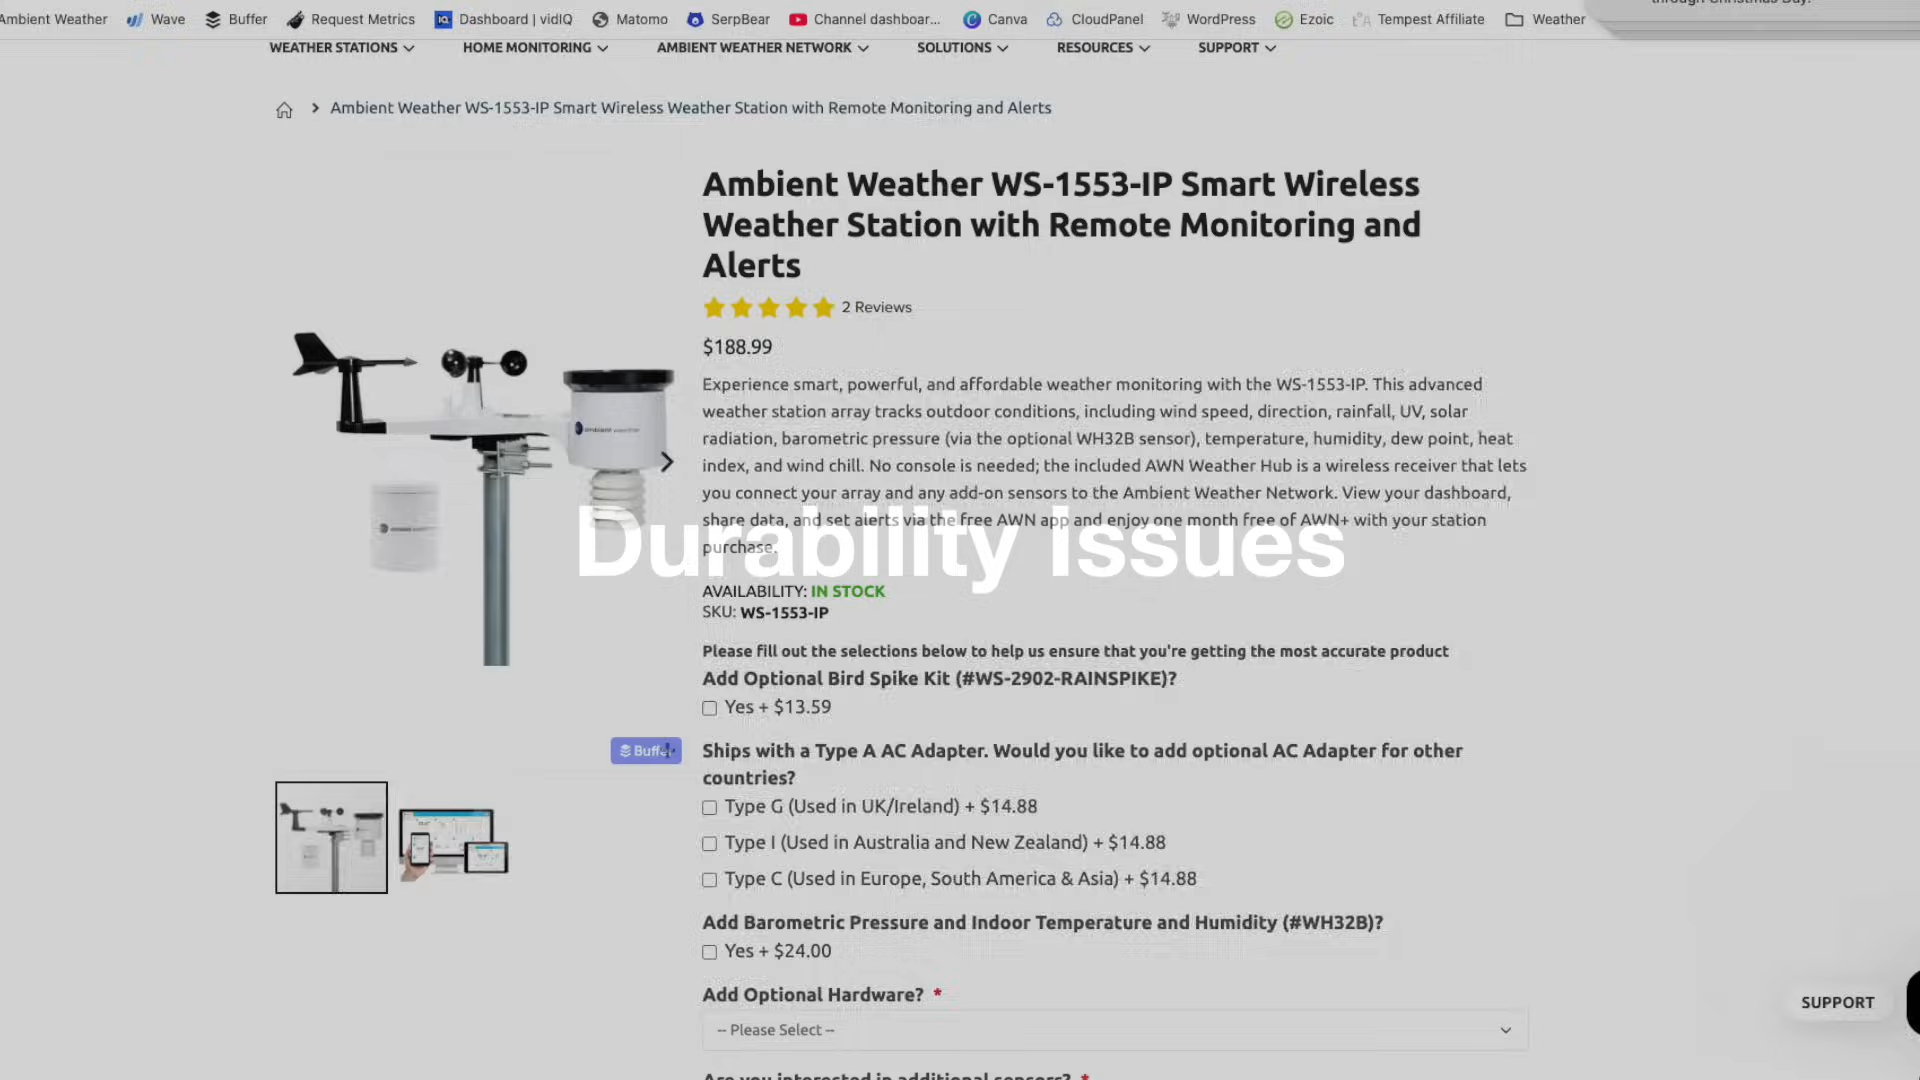 Ambient Weather Wave Buffer Request Metrics Dashboard | vidIQ Matomo SerpBear Channel dashboar... Canva CloudPanel WordPress Ezoic Tempest Affiliate Weather
through Christmas Day.
WEATHER STATIONS HOME MONITORING AMBIENT WEATHER NETWORK SOLUTIONS RESOURCES SUPPORT
Ambient Weather WS-1553-IP Smart Wireless Weather Station with Remote Monitoring and Alerts
Ambient Weather WS-1553-IP Smart Wireless
Weather Station with Remote Monitoring and
Alerts
2 Reviews
$188.99
Experience smart, powerful, and affordable weather monitoring with the WS-1553-IP. This advanced
weather station array tracks outdoor conditions, including wind speed, direction, rainfall, UV, solar
radiation, barometric pressure (via the optional WH32B sensor), temperature, humidity, dew point, heat
index, and wind chill. No console is needed; the included AWN Weather Hub is a wireless receiver that lets
you connect your array and any add-on sensors to the Ambient Weather Network. View your dashboard,
share data, and set alerts via the free AWN app and enjoy one month free of AWN+ with your station
purchase.
Durability issues
AVAILABILITY: IN STOCK
SKU: WS-1553-IP
Please fill out the selections below to help us ensure that you're getting the most accurate product
Add Optional Bird Spike Kit (#WS-2902-RAINSPIKE)?
Yes + $13.59
Buffer
Ships with a Type A AC Adapter. Would you like to add optional AC Adapter for other
countries?
Type G (Used in UK/Ireland) + $14.88
Type I (Used in Australia and New Zealand) + $14.88
Type C (Used in Europe, South America & Asia) + $14.88
Add Barometric Pressure and Indoor Temperature and Humidity (#WH32B)?
Yes + $24.00
Add Optional Hardware? *
-- Please Select --
SUPPORT
Are you interested in additional sensors? *